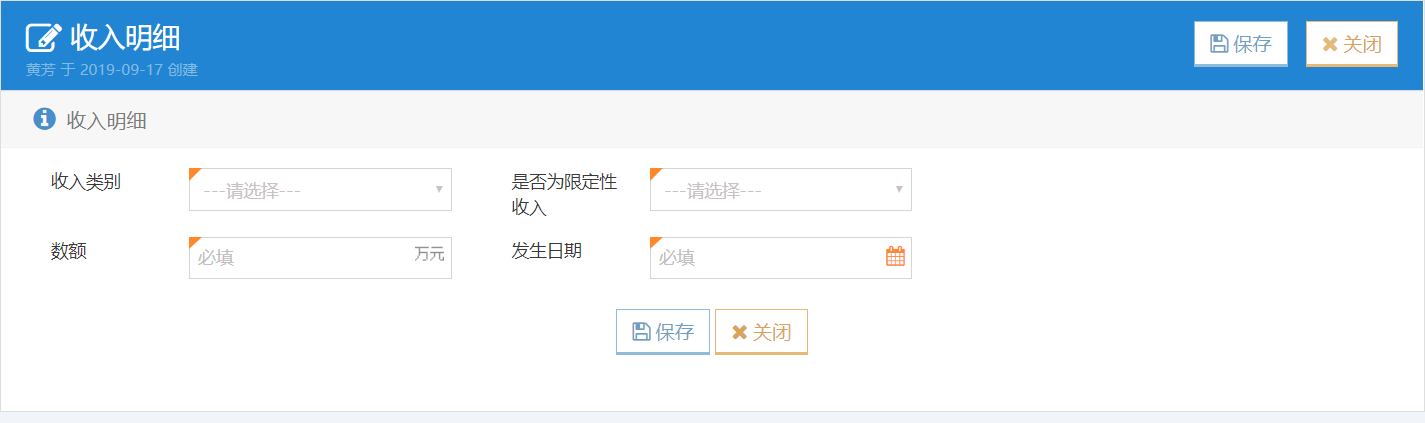 收入明细
黄芳 于 2019-09-17 创建
保存
关闭
收入明细
收入类别
---请选择---
是否为限定性
收入
---请选择---
数额
必填
万元
发生日期
必填
保存
关闭